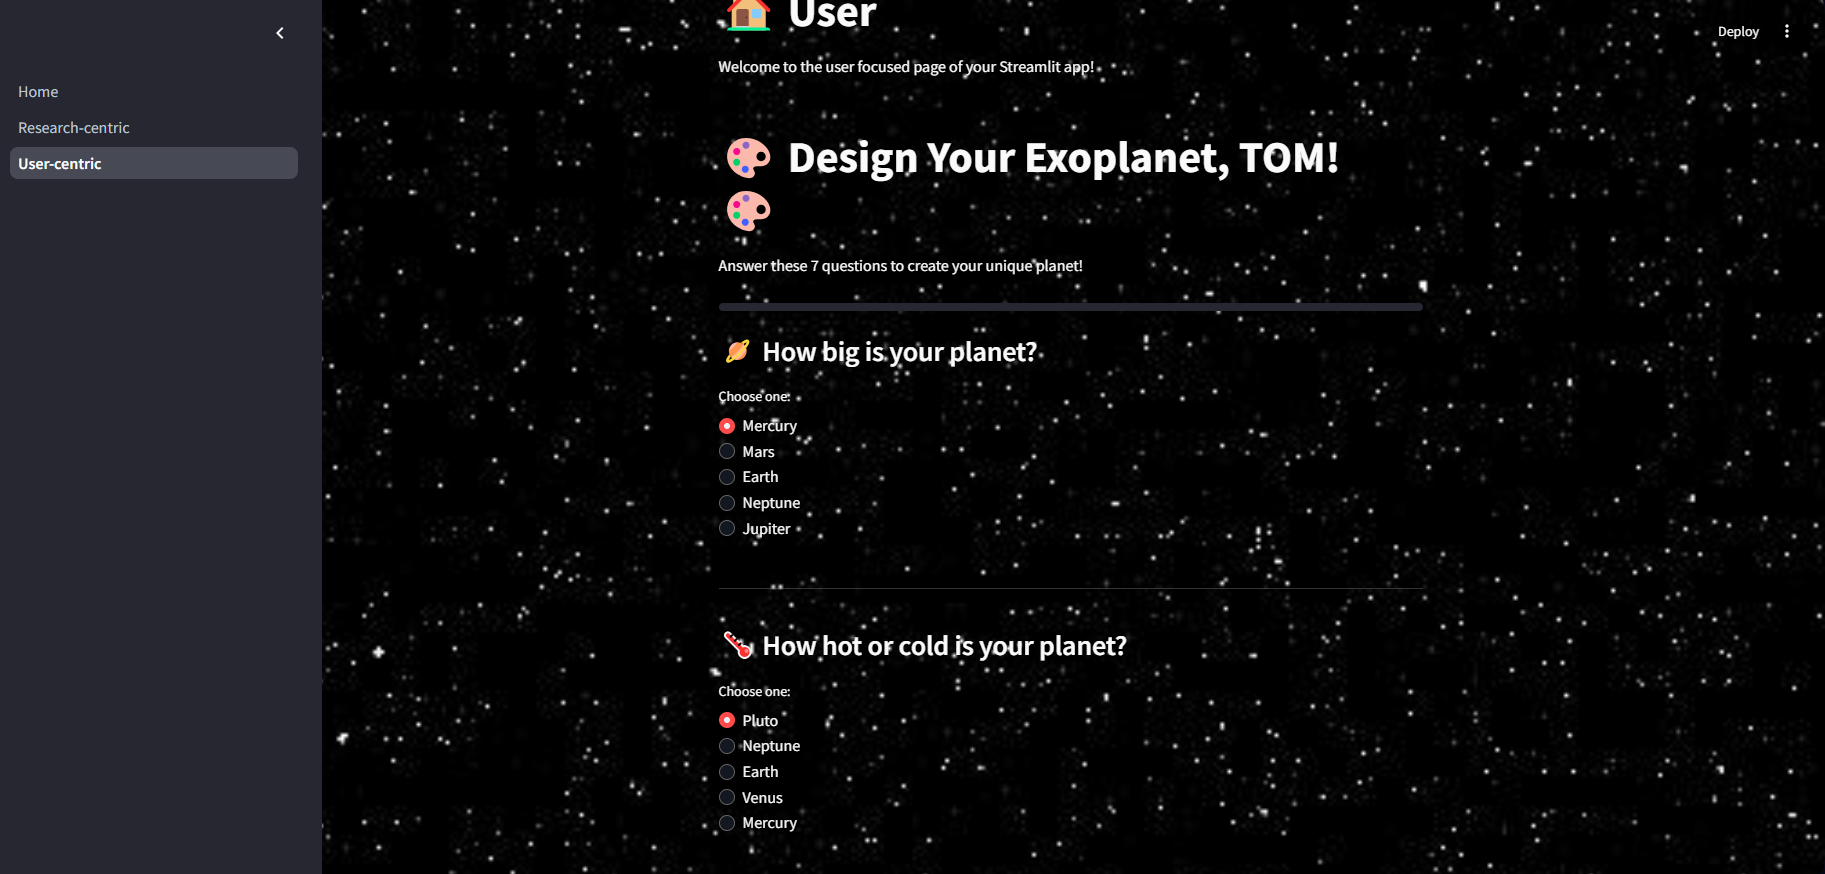 Home
Research-centric
User-centric
Deploy
User
Welcome to the user focused page of your Streamlit app!
Design Your Exoplanet, TOM!
Answer these 7 questions to create your unique planet!
How big is your planet?
Choose one:
Mercury
Mars
Earth
Neptune
Jupiter
How hot or cold is your planet?
Choose one:
Pluto
Neptune
Earth
Venus
Mercury